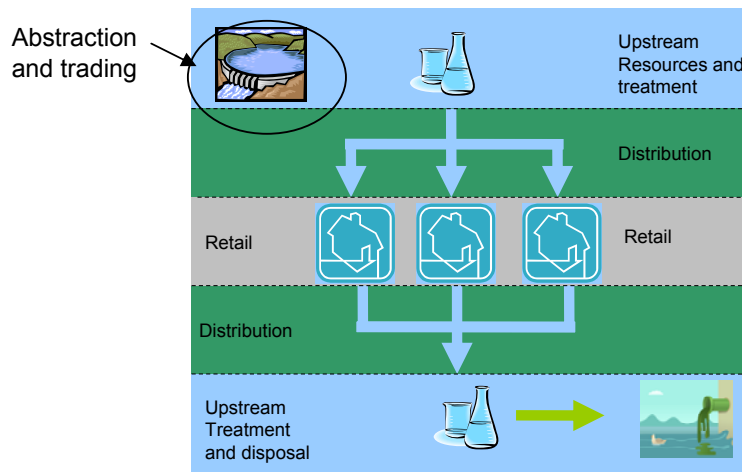 Abstraction
and trading
Upstream
Resources and
treatment
Distribution
Retail
Retail
Distribution
Upstream
Treatment
and disposal